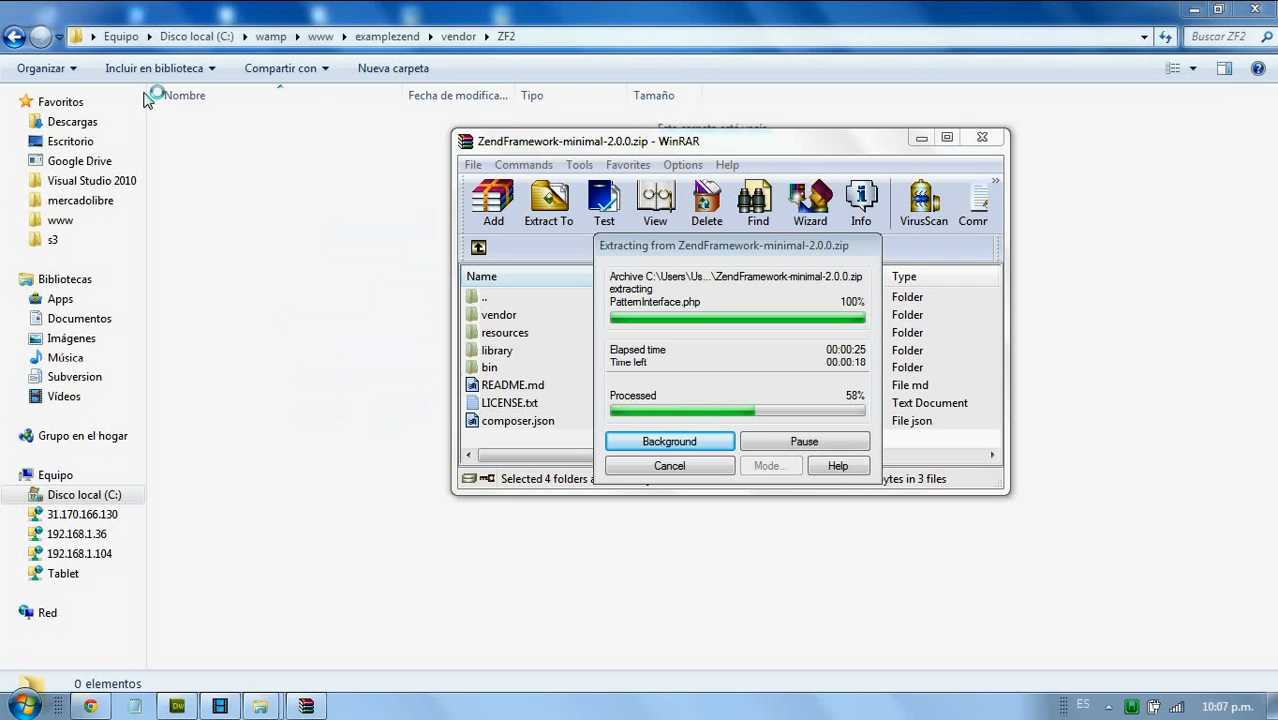 Equipo Disco local (C:) wamp www examplezend vendor ZF2 Buscar ZF2
Organizar Incluir en biblioteca Compartir con Nueva carpeta
Nombre Fecha de modifica... Tipo Tamaño
Favoritos
Descargas
Escritorio
Google Drive
Visual Studio 2010
mercadolibre
www
s3
Bibliotecas
Apps
Documentos
Imágenes
Música
Subversion
Vídeos
Grupo en el hogar
Equipo
Disco local (C:)
31.170.166.130
192.168.1.36
192.168.1.104
Tablet
Red
ZendFramework-minimal-2.0.0.zip - WinRAR
File Commands Tools Favorites Options Help
Add Extract To Test View Delete Find Wizard Info VirusScan Comr
Name Type
.. Folder
vendor Folder
resources Folder
library Folder
bin Folder
README.md File md
LICENSE.txt Text Document
composer.json File json
Selected 4 folders a
ytes in 3 files
Extracting from ZendFramework-minimal-2.0.0.zip
Archive C:\Users\Us...\ZendFramework-minimal-2.0.0.zip
extracting
PatternInterface.php 100%
Elapsed time 00:00:25
Time left 00:00:18
Processed 58%
Background Pause
Cancel Mode... Help
0 elementos
ES 10:07 p.m.